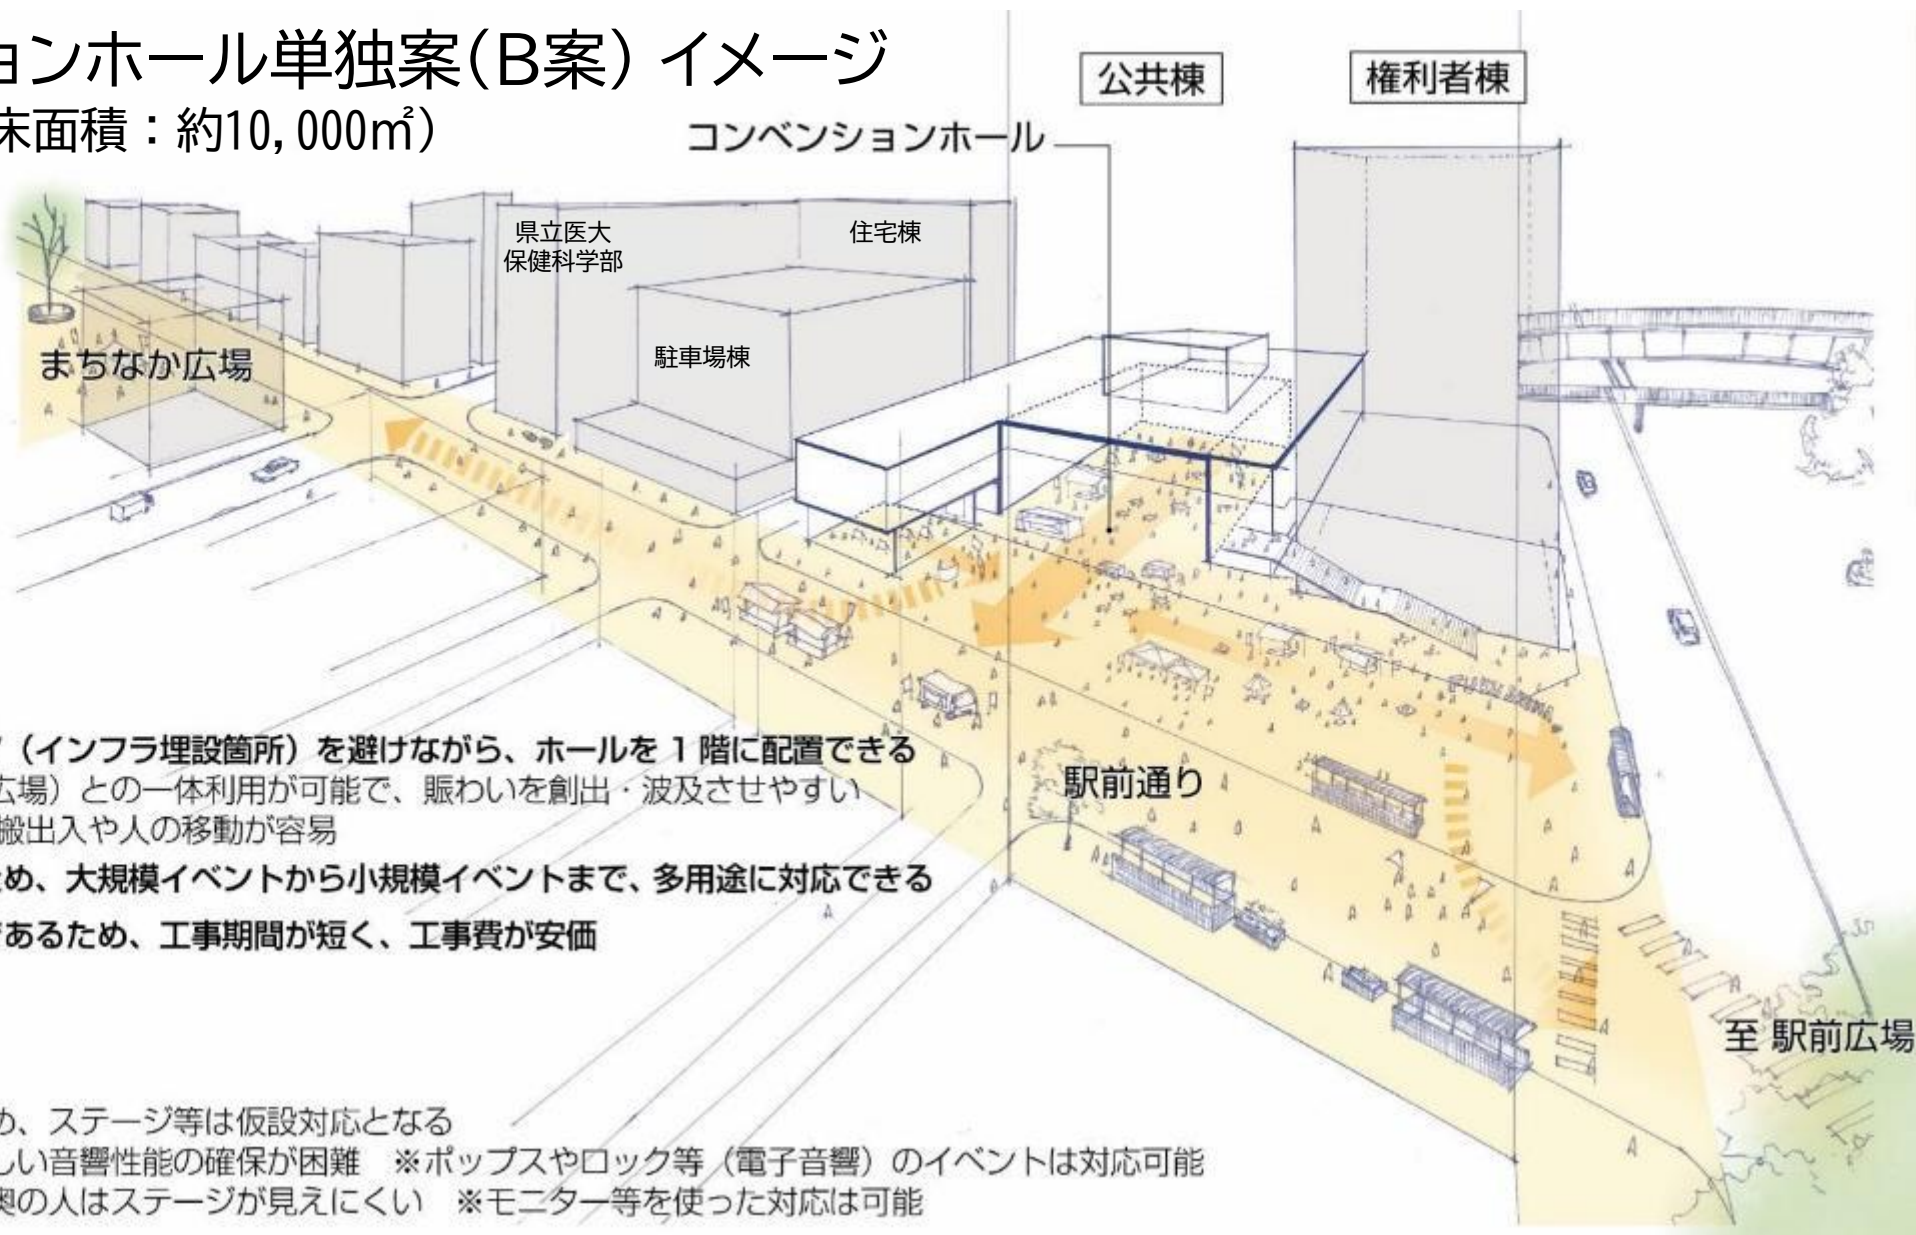 ョンホール単独案(B案) イメージ
床面積：約10,000㎡)
公共棟
権利者棟
コンベンションホール
県立医大
保健科学部
住宅棟
駐車場棟
まちなか広場
（インフラ埋設箇所）を避けながら、ホールを1階に配置できる
広場）との一体利用が可能で、賑わいを創出・波及させやすい
搬出入や人の移動が容易
め、大規模イベントから小規模イベントまで、多用途に対応できる
であるため、工事期間が短く、工事費が安価
駅前通り
至 駅前広場
め、ステージ等は仮設対応となる
しい音響性能の確保が困難　※ポップスやロック等（電子音響）のイベントは対応可能
奥の人はステージが見えにくい　※モニター等を使った対応は可能